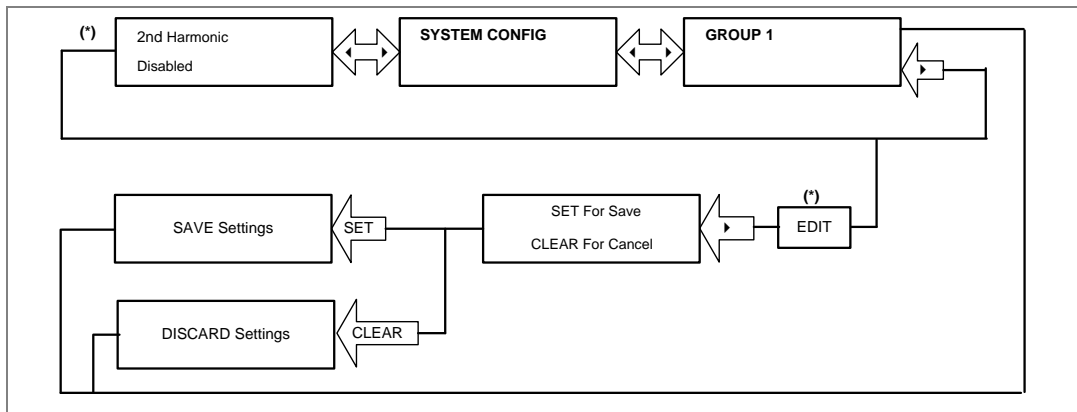 (*)
2nd Harmonic
Disabled
SYSTEM CONFIG
GROUP 1
(*)
SAVE Settings
SET
SET For Save
CLEAR For Cancel
EDIT
DISCARD Settings
CLEAR